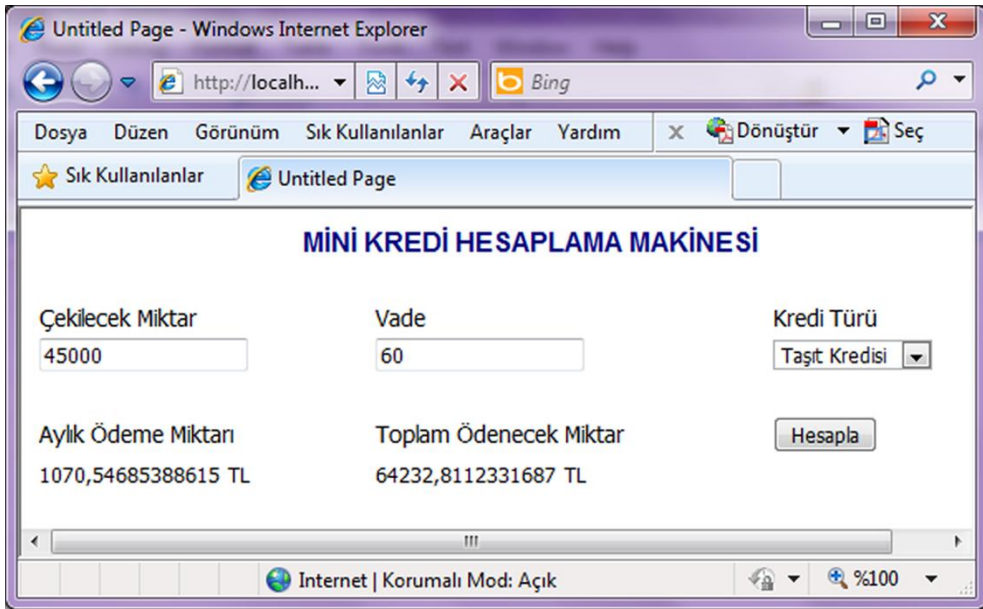 Untitled Page - Windows Internet Explorer
http://localh... Bing
Dosya Düzen Görünüm Sık Kullanılanlar Araçlar Yardım x Dönüştür Seç
Sık Kullanılanlar Untitled Page
MİNİ KREDİ HESAPLAMA MAKİNESİ
Çekilecek Miktar Vade Kredi Türü
45000 60 Taşıt Kredisi
Aylık Ödeme Miktarı Toplam Ödenecek Miktar Hesapla
1070,54685388615 TL 64232,8112331687 TL
Internet | Korumalı Mod: Açık %100